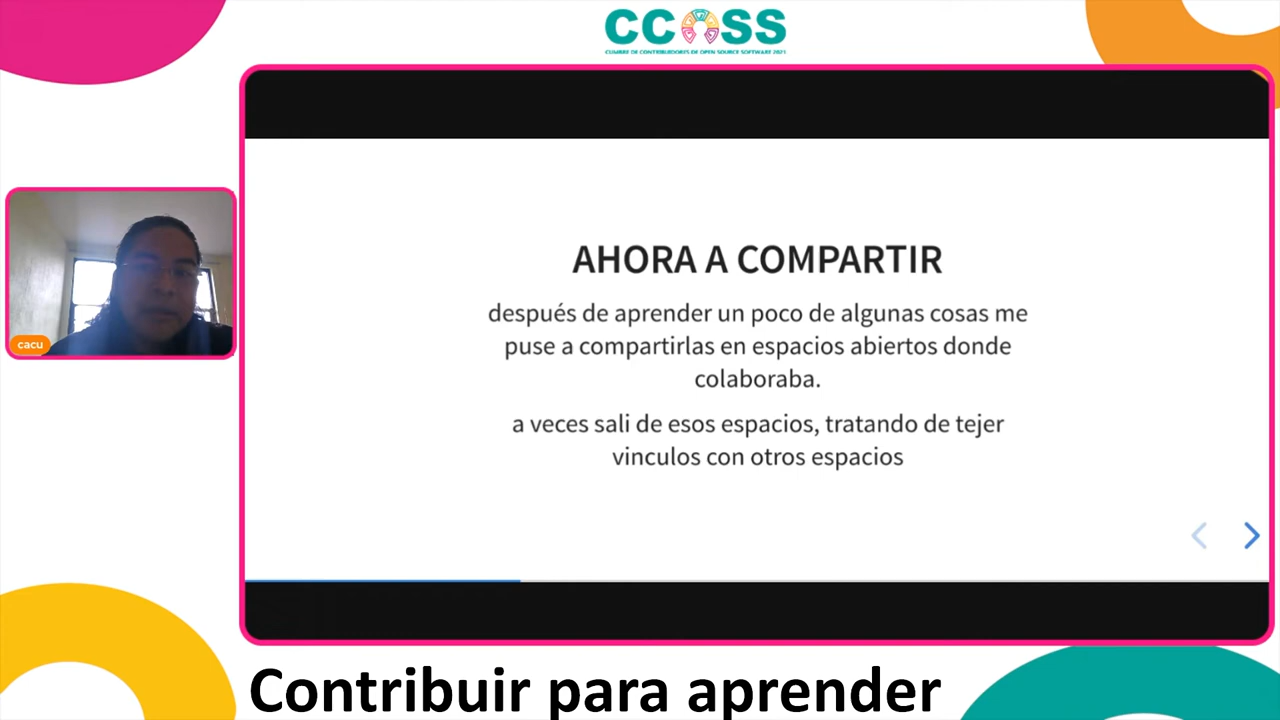 CCOSS
CUMBRE DE CONTRIBUIDORES DE OPEN SOURCE SOFTWARE 2021
AHORA A COMPARTIR
después de aprender un poco de algunas cosas me
puse a compartirlas en espacios abiertos donde
colaboraba.
a veces sali de esos espacios, tratando de tejer
vinculos con otros espacios
cacu
Contribuir para aprender